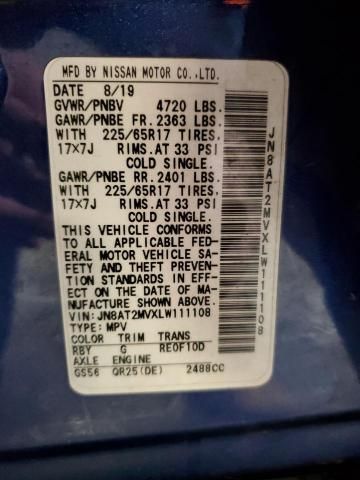 MFD BY NISSAN MOTOR CO.,LTD.
DATE 8/19
GVWR/PNBV 4720 LBS.
GAWR/PNBE FR. 2363 LBS.
WITH 225/65R17 TIRES.
17×7J RIMS.AT 33 PSI
COLD SINGLE.
GAWR/PNBE RR. 2401 LBS.
WITH 225/65R17 TIRES.
17×7J RIMS.AT 33 PSI
COLD SINGLE.
THIS VEHICLE CONFORMS
TO ALL APPLICABLE FED-
ERAL MOTOR VEHICLE SA-
FETY AND THEFT PREVEN-
TION STANDARDS IN EFF-
ECT ON THE DATE OF MA-
NUFACTURE SHOWN ABOVE.
VIN: JN8AT2MVXLW111108
TYPE: MPV
COLOR TRIM TRANS
RBY G RE0F10D
AXLE ENGINE
GS56 QR25(DE) 2488CC
JN8AT2MVXLW111108